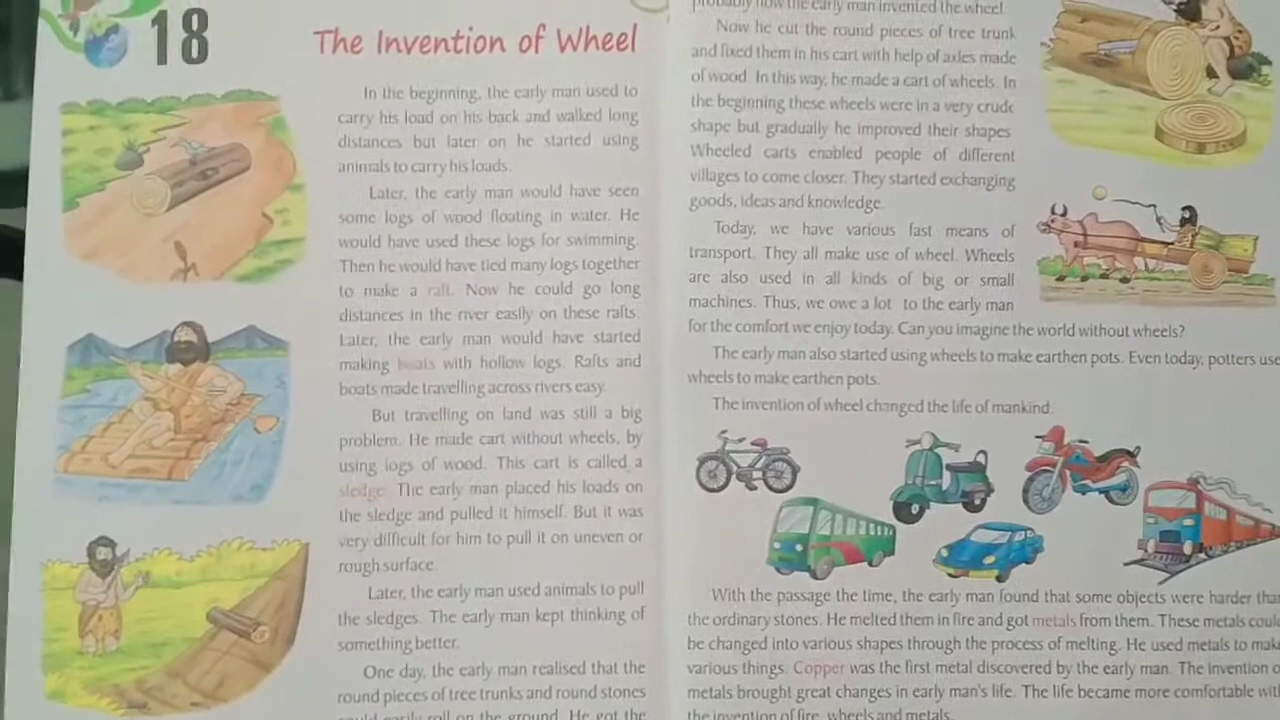 18
The Invention of Wheel
In the beginning, the early man used to
carry his load on his back and walked long
distances but later on he started using
animals to carry his loads.
Later, the early man would have seen
some logs of wood floating in water. He
would have used these logs for swimming.
Then he would have tied many logs together
to make a raft. Now he could go long
distances in the river easily on these rafts.
Later, the early man would have started
making boats with hollow logs. Rafts and
boats made travelling across rivers easy.
But travelling on land was still a big
problem. He made cart without wheels, by
using logs of wood. This cart is called a
sledge. The early man placed his loads on
the sledge and pulled it himself. But it was
very difficult for him to pull it on uneven or
rough surface.
Later, the early man used animals to pull
the sledges. The early man kept thinking of
something better.
One day, the early man realised that the
round pieces of tree trunks and round stones
could easily roll on the ground. He got the
probably how the early man invented the wheel.
Now he cut the round pieces of tree trunk
and fixed them in his cart with help of axles made
of wood. In this way, he made a cart of wheels. In
the beginning these wheels were in a very crude
shape but gradually he improved their shapes
Wheeled carts enabled people of different
villages to come closer. They started exchanging
goods, ideas and knowledge.
Today, we have various fast means of
transport. They all make use of wheel. Wheels
are also used in all kinds of big or small
machines. Thus, we owe a lot to the early man
for the comfort we enjoy today. Can you imagine the world without wheels?
The early man also started using wheels to make earthen pots. Even today, potters use
wheels to make earthen pots.
The invention of wheel changed the life of mankind.
With the passage the time, the early man found that some objects were harder than
the ordinary stones. He melted them in fire and got metals from them. These metals could
be changed into various shapes through the process of melting. He used metals to make
various things. Copper was the first metal discovered by the early man. The invention of
metals brought great changes in early man's life. The life became more comfortable with
the invention of fire, wheels and metals.